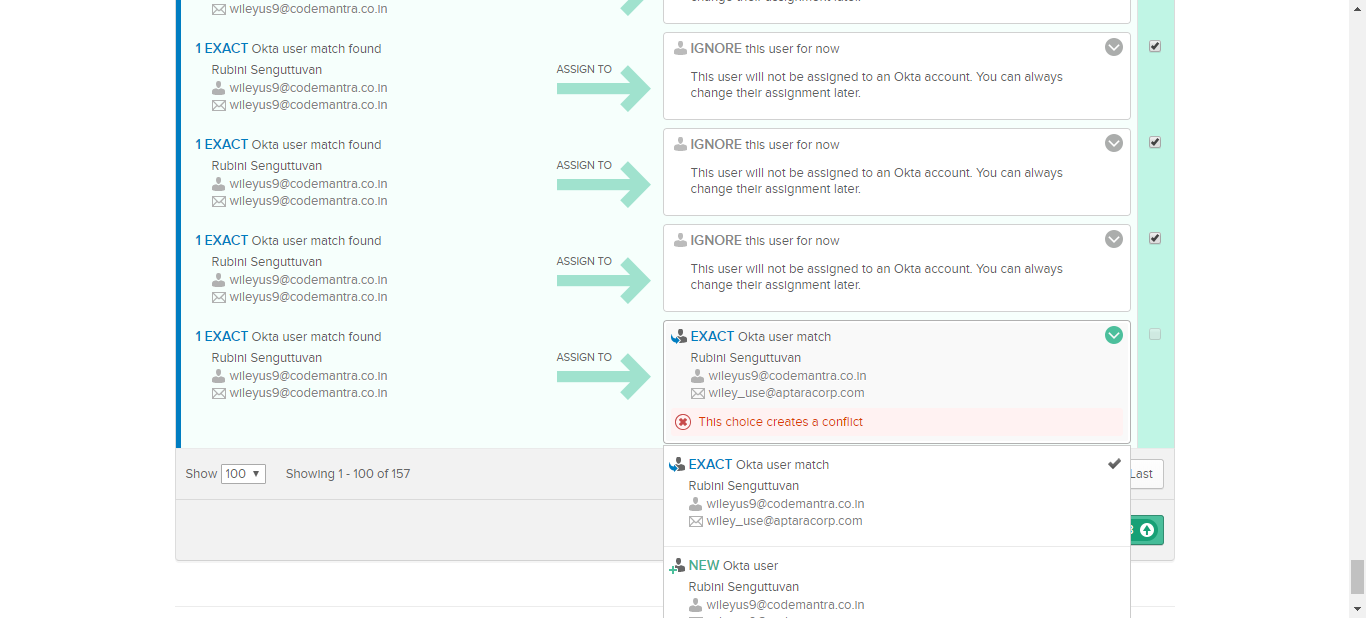 wileyus9@codemantra.co.in
change their assignment later.
1 EXACT Okta user match found
Rubini Senguttuvan
wileyus9@codemantra.co.in
wileyus9@codemantra.co.in
ASSIGN TO
IGNORE this user for now
This user will not be assigned to an Okta account. You can always
change their assignment later.
1 EXACT Okta user match found
Rubini Senguttuvan
wileyus9@codemantra.co.in
wileyus9@codemantra.co.in
ASSIGN TO
IGNORE this user for now
This user will not be assigned to an Okta account. You can always
change their assignment later.
1 EXACT Okta user match found
Rubini Senguttuvan
wileyus9@codemantra.co.in
wileyus9@codemantra.co.in
ASSIGN TO
IGNORE this user for now
This user will not be assigned to an Okta account. You can always
change their assignment later.
1 EXACT Okta user match found
Rubini Senguttuvan
wileyus9@codemantra.co.in
wileyus9@codemantra.co.in
ASSIGN TO
EXACT Okta user match
Rubini Senguttuvan
wileyus9@codemantra.co.in
wiley_use@aptaracorp.com
This choice creates a conflict
Show 100 Showing 1 - 100 of 157
Last
EXACT Okta user match
Rubini Senguttuvan
wileyus9@codemantra.co.in
wiley_use@aptaracorp.com
NEW Okta user
Rubini Senguttuvan
wileyus9@codemantra.co.in